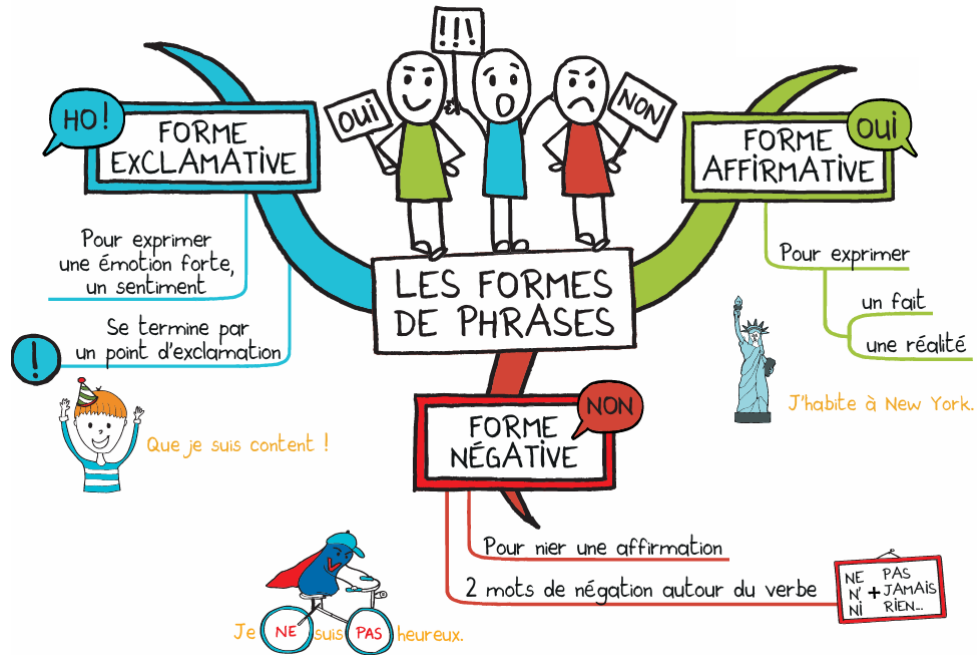 !!!
OUI
NON
HO !
FORME
EXCLAMATIVE
Pour exprimer
une émotion forte,
un sentiment
Se termine par
un point d'exclamation
!
Que je suis content !
LES FORMES
DE PHRASES
OUI
FORME
AFFIRMATIVE
Pour exprimer
un fait
une réalité
J'habite à New York.
NON
FORME
NÉGATIVE
Pour nier une affirmation
2 mots de négation autour du verbe
NE PAS
N' + JAMAIS
NI RIEN...
Je NE suis PAS heureux.